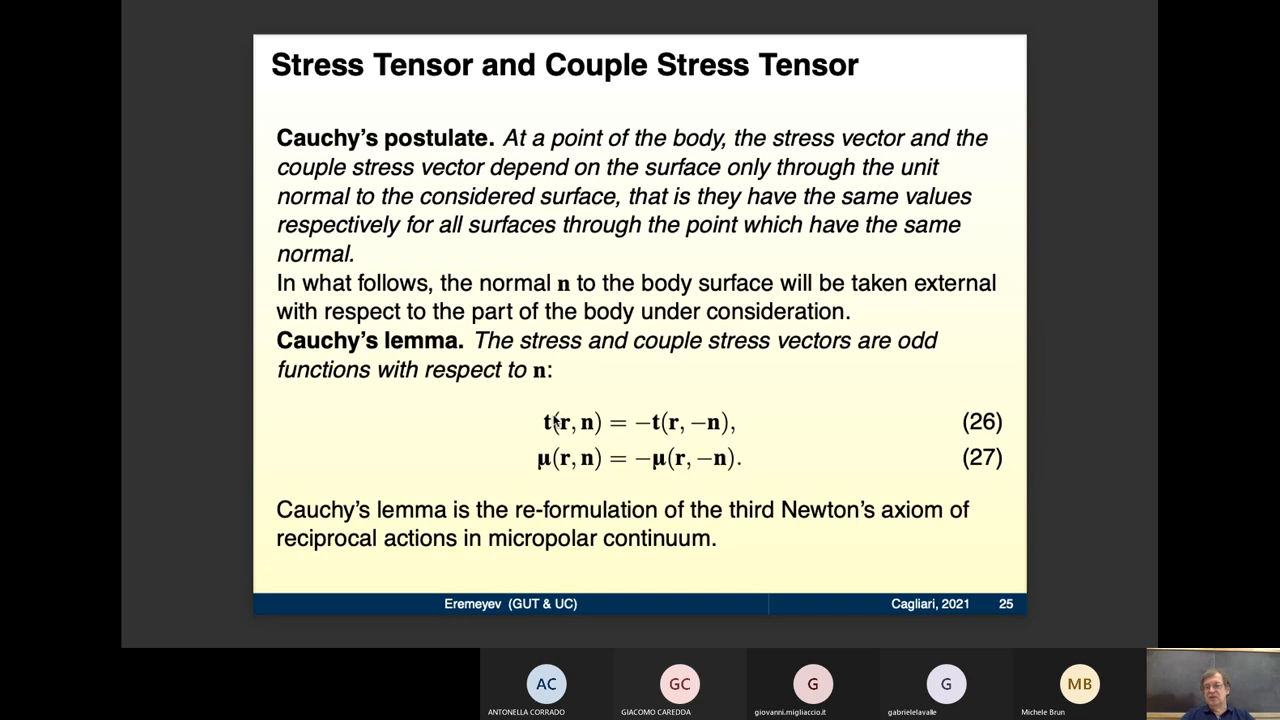 Stress Tensor and Couple Stress Tensor
Cauchy's postulate. At a point of the body, the stress vector and the
couple stress vector depend on the surface only through the unit
normal to the considered surface, that is they have the same values
respectively for all surfaces through the point which have the same
normal.
In what follows, the normal n to the body surface will be taken external
with respect to the part of the body under consideration.
Cauchy's lemma. The stress and couple stress vectors are odd
functions with respect to n:
t(r, n) = −t(r, −n), (26)
μ(r, n) = −μ(r, −n). (27)
Cauchy's lemma is the re-formulation of the third Newton's axiom of
reciprocal actions in micropolar continuum.
Eremeyev (GUT & UC) Cagliari, 2021 25
AC GC G G MB
ANTONELLA CORRADO GIACOMO CAREDDA giovanni.migliaccio.it gabrielelavalle Michele Brun